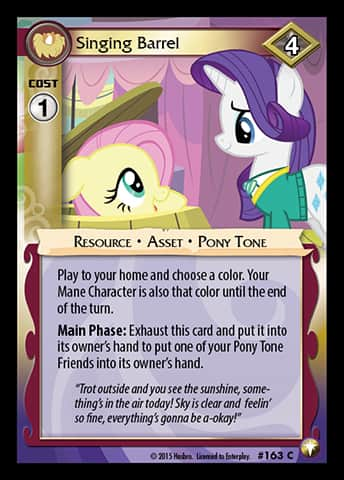 Singing Barrel
4
COST
1
RESOURCE • ASSET • PONY TONE
Play to your home and choose a color. Your
Mane Character is also that color until the end
of the turn.
Main Phase: Exhaust this card and put it into
its owner's hand to put one of your Pony Tone
Friends into its owner's hand.
"Trot outside and you see the sunshine, some-
thing's in the air today! Sky is clear and feelin'
so fine, everything's gonna be a-okay!"
© 2015 Hasbro. Licensed to Enterplay. #163 C